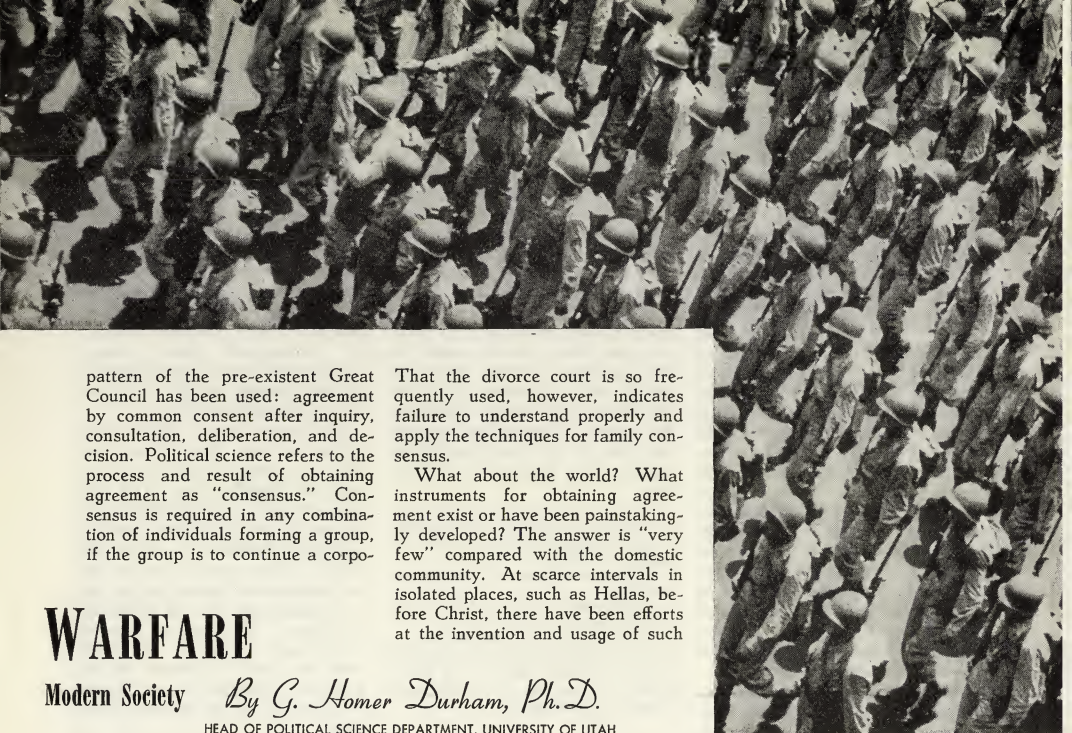 pattern of the pre-existent Great
Council has been used: agreement
by common consent after inquiry,
consultation, deliberation, and de-
cision. Political science refers to the
process and result of obtaining
agreement as "consensus." Con-
sensus is required in any combina-
tion of individuals forming a group,
if the group is to continue a corpo-
That the divorce court is so fre-
quently used, however, indicates
failure to understand properly and
apply the techniques for family con-
sensus.
What about the world? What
instruments for obtaining agree-
ment exist or have been painstaking-
ly developed? The answer is "very
few" compared with the domestic
community. At scarce intervals in
isolated places, such as Hellas, be-
fore Christ, there have been efforts
at the invention and usage of such
WARFARE
Modern Society
By G. Homer Durham, Ph.D.
HEAD OF POLITICAL SCIENCE DEPARTMENT, UNIVERSITY OF UTAH